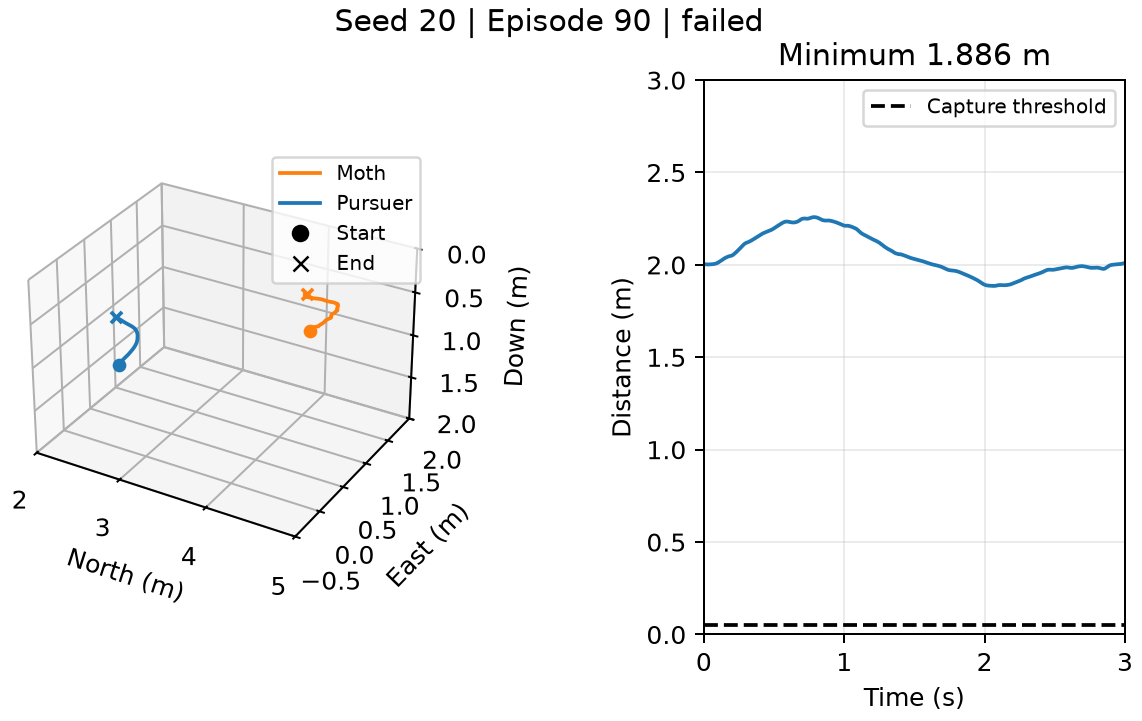 Seed 20 | Episode 90 | failed
Moth
Pursuer
Start
End
0.0
0.5
1.0
1.5
2.0
Down (m)
2.0
1.5
1.0
0.5
0.0
−0.5
East (m)
2
3
4
5
North (m)
Minimum 1.886 m
Capture threshold
3.0
2.5
2.0
1.5
1.0
0.5
0.0
Distance (m)
0
1
2
3
Time (s)